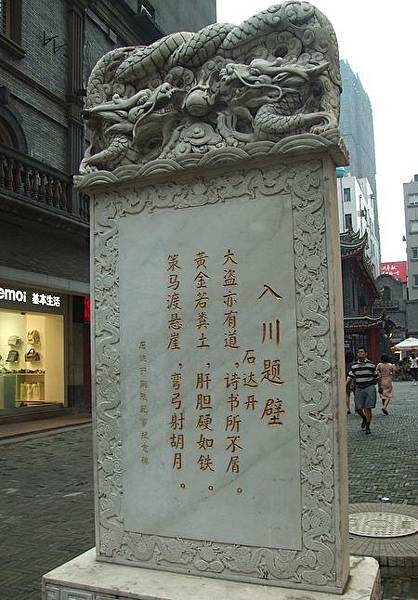 入川题壁
石达开
大盗亦有道，诗书所不屑。
黄金若粪土，肝胆硬如铁。
策马渡悬崖，弯弓射胡月。
emoi 基本生活